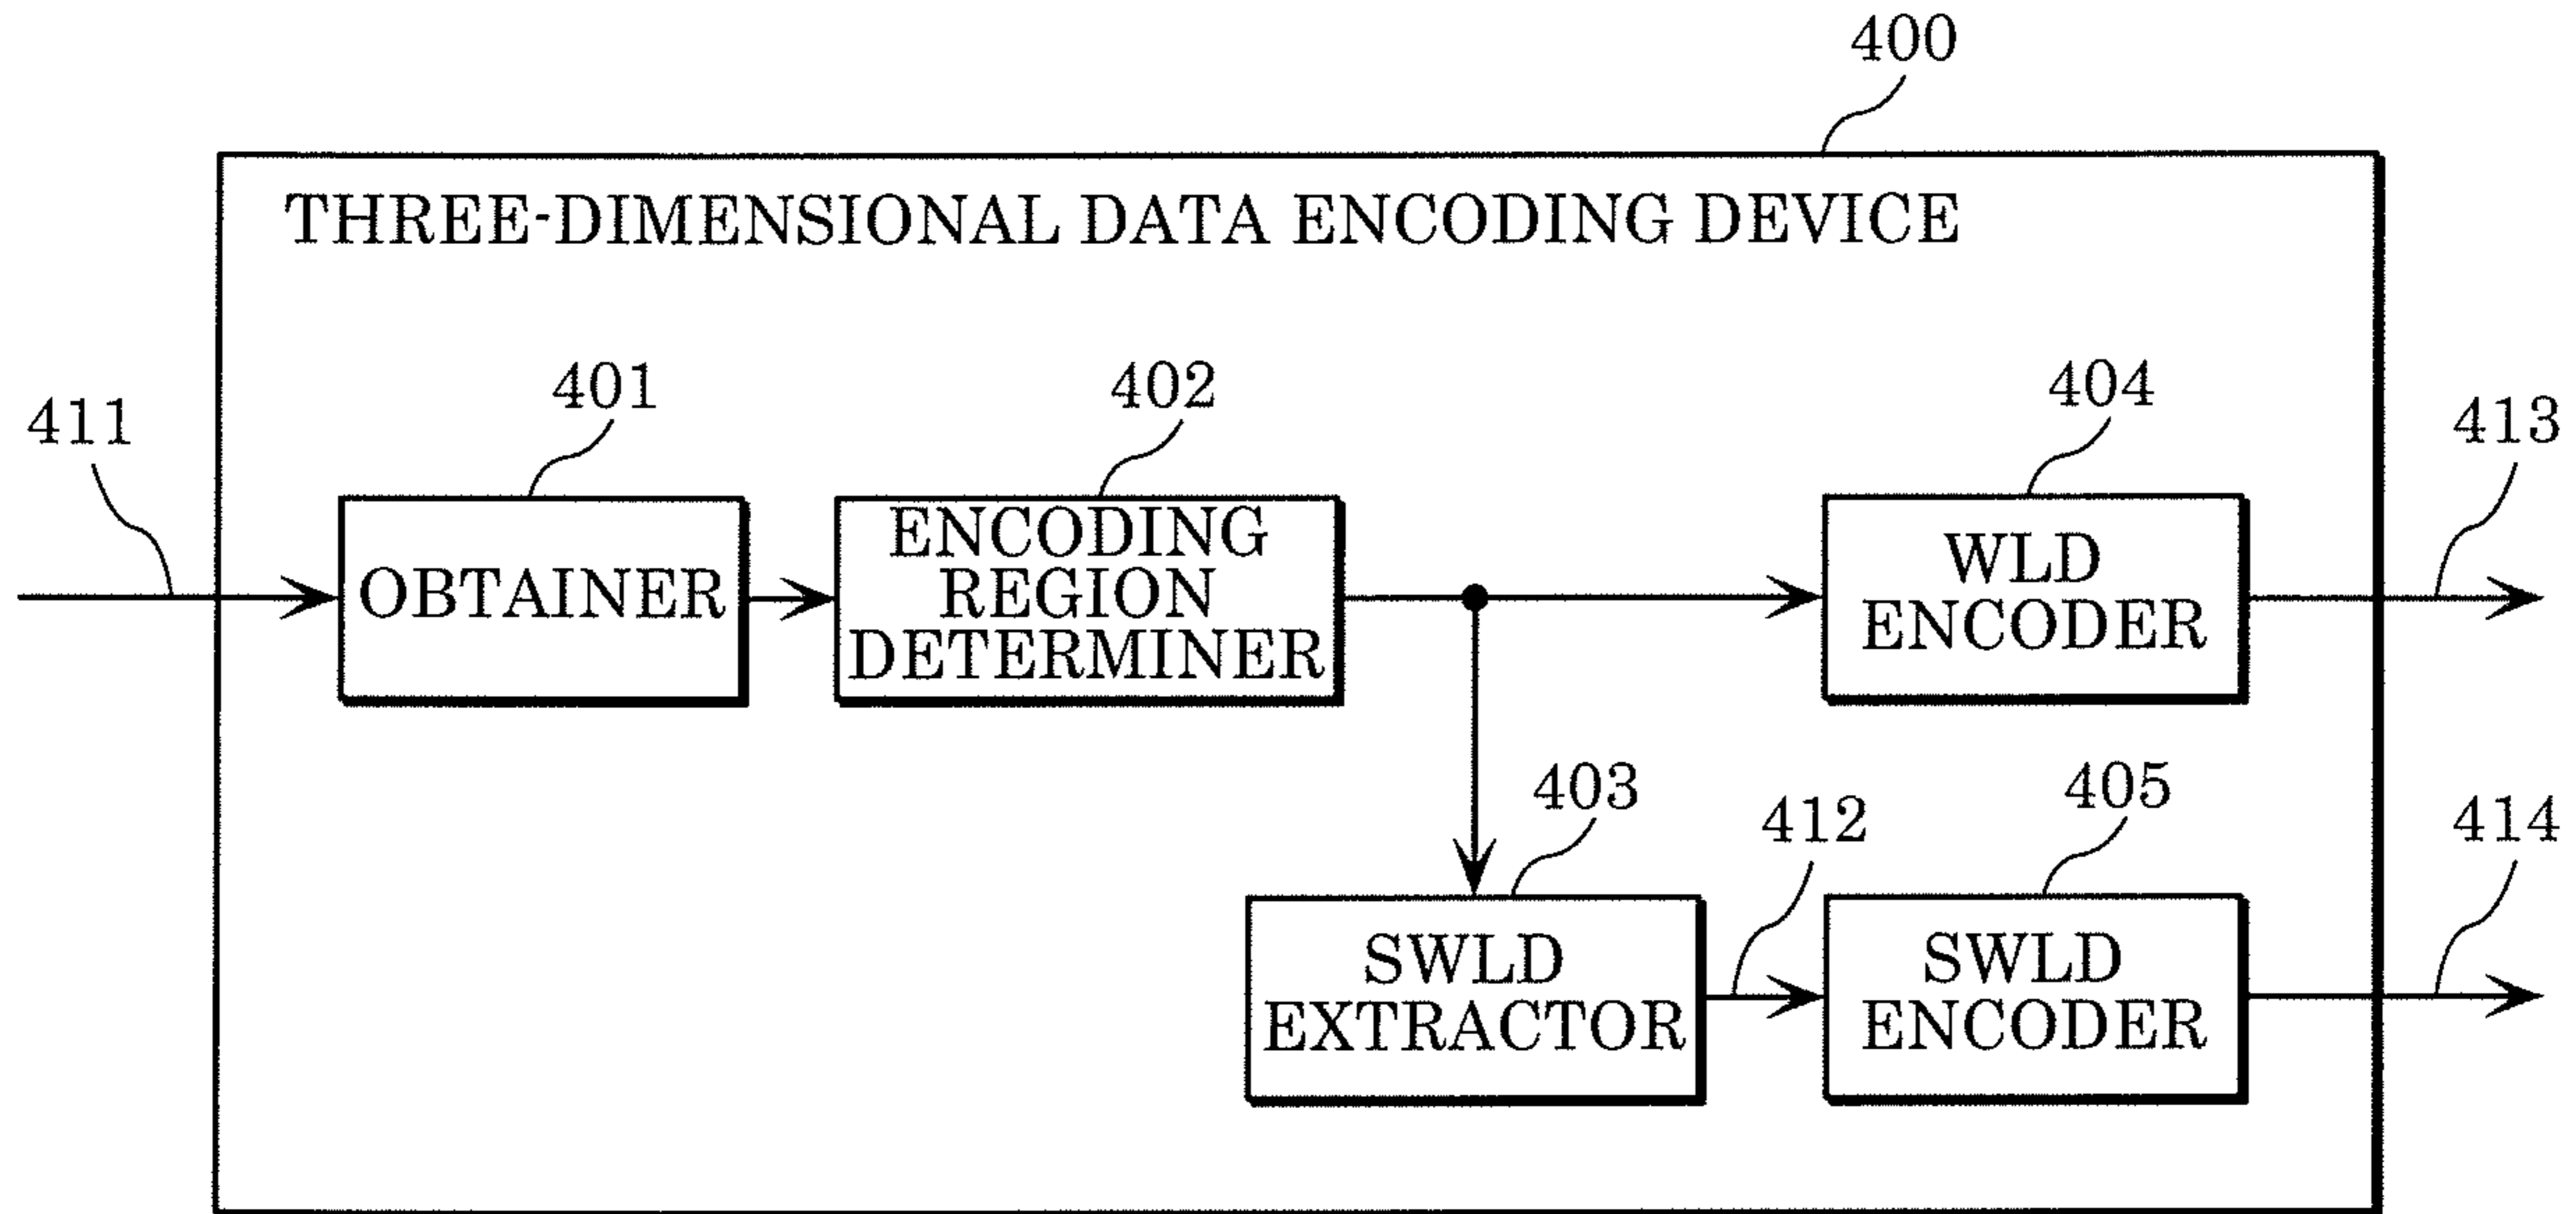 400
THREE-DIMENSIONAL DATA ENCODING DEVICE
401
402
404
411
413
OBTAINER
ENCODING
REGION
DETERMINER
WLD
ENCODER
403
412
405
414
SWLD
EXTRACTOR
SWLD
ENCODER